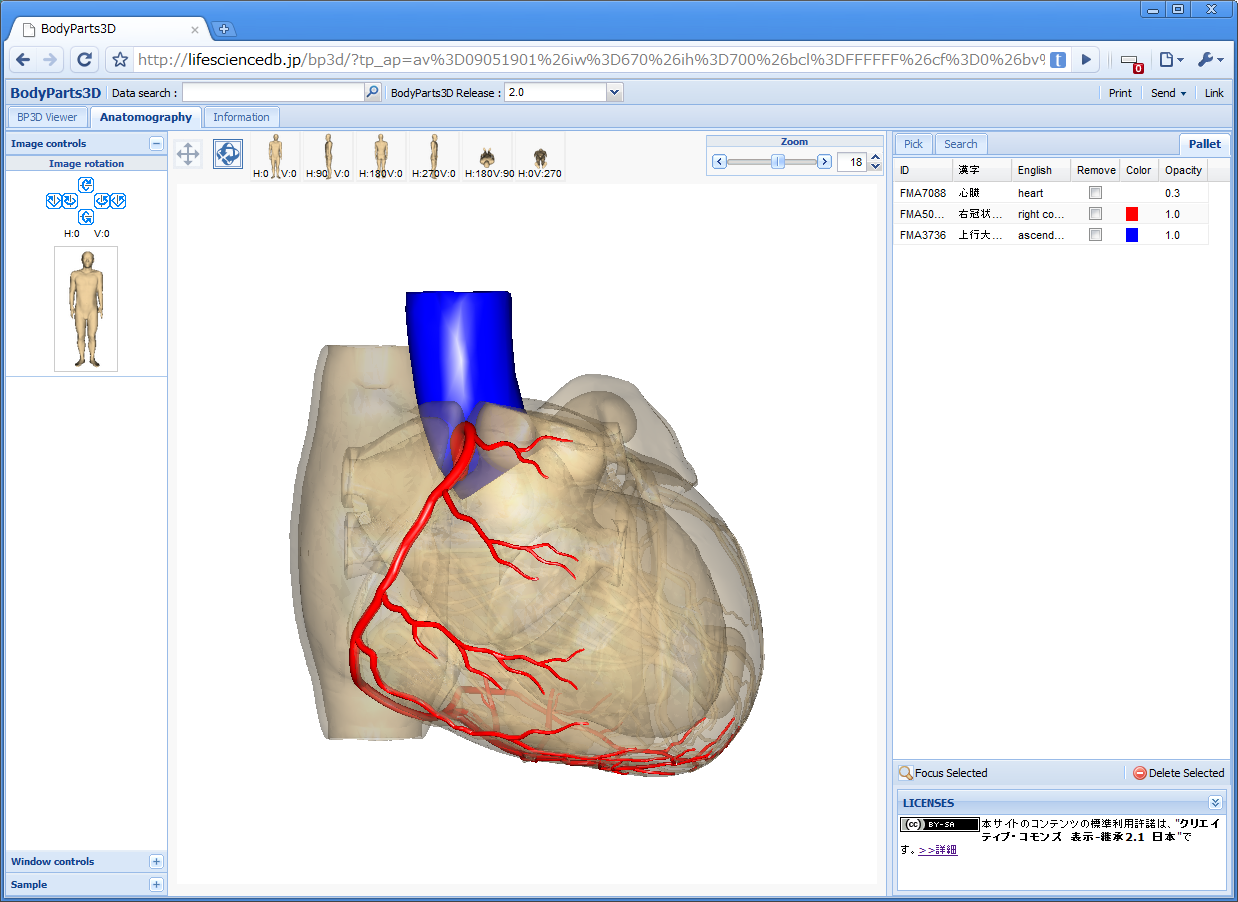 BodyParts3D
http://lifesciencedb.jp/bp3d/?tp_ap=av%3D09051901%26iw%3D670%26ih%3D700%26bcl%3DFFFFFF%26cf%3D0%26bv%
t
0
BodyParts3D Data search : BodyParts3D Release : 2.0 Print Send Link
BP3D Viewer Anatomography Information
Image controls
Image rotation
H:0 V:0
H:0 V:0 H:90 V:0 H:180V:0 H:270V:0 H:180V:90 H:0V:270
Zoom
18
Pick Search Pallet
ID 漢字 English Remove Color Opacity
FMA7088 心臓 heart 0.3
FMA50... 右冠状... right co... 1.0
FMA3736 上行大... ascend... 1.0
Focus Selected Delete Selected
LICENSES
cc BY-SA 本サイトのコンテンツの標準利用許諾は、"クリエイ
ティブ・コモンズ 表示-継承2.1 日本"で
す。>>詳細
Window controls
Sample